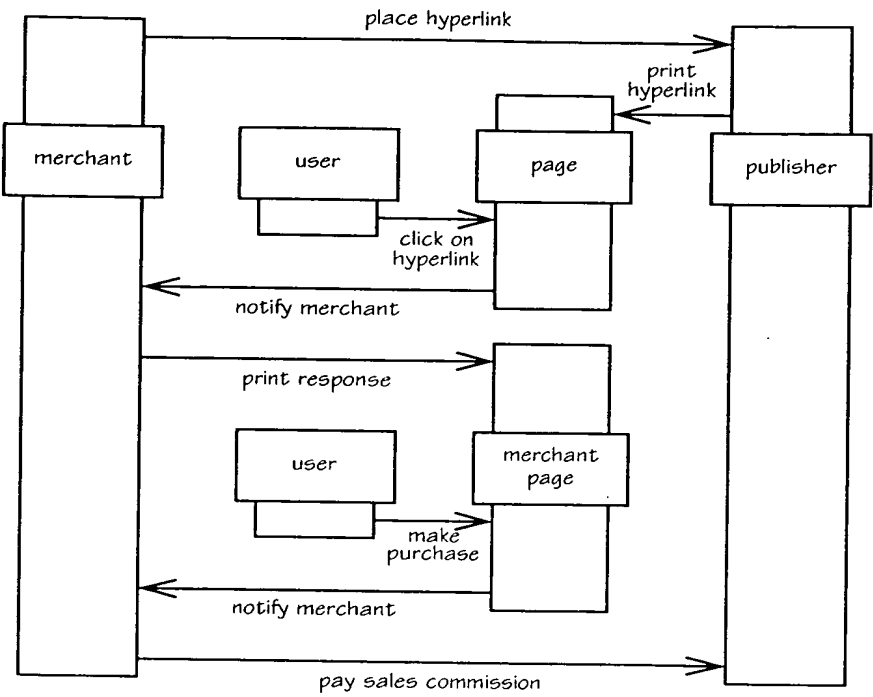 place hyperlink
print
hyperlink
merchant
user
page
publisher
click on
hyperlink
notify merchant
print response
user
merchant
page
make
purchase
notify merchant
pay sales commission